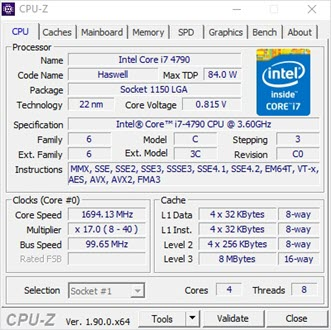 CPU-Z
CPU Caches Mainboard Memory SPD Graphics Bench About
Processor
Name Intel Core i7 4790
Code Name Haswell Max TDP 84.0 W
Package Socket 1150 LGA
Technology 22 nm Core Voltage 0.815 V
intel inside™ CORE™ i7
Specification Intel® Core™ i7-4790 CPU @ 3.60GHz
Family 6 Model C Stepping 3
Ext. Family 6 Ext. Model 3C Revision C0
Instructions MMX, SSE, SSE2, SSE3, SSSE3, SSE4.1, SSE4.2, EM64T, VT-x,
AES, AVX, AVX2, FMA3
Clocks (Core #0)
Core Speed 1694.13 MHz
Multiplier x 17.0 ( 8 - 40 )
Bus Speed 99.65 MHz
Rated FSB
Cache
L1 Data 4 x 32 KBytes 8-way
L1 Inst. 4 x 32 KBytes 8-way
Level 2 4 x 256 KBytes 8-way
Level 3 8 MBytes 16-way
Selection Socket #1 Cores 4 Threads 8
CPU-Z Ver. 1.90.0.x64 Tools Validate Close